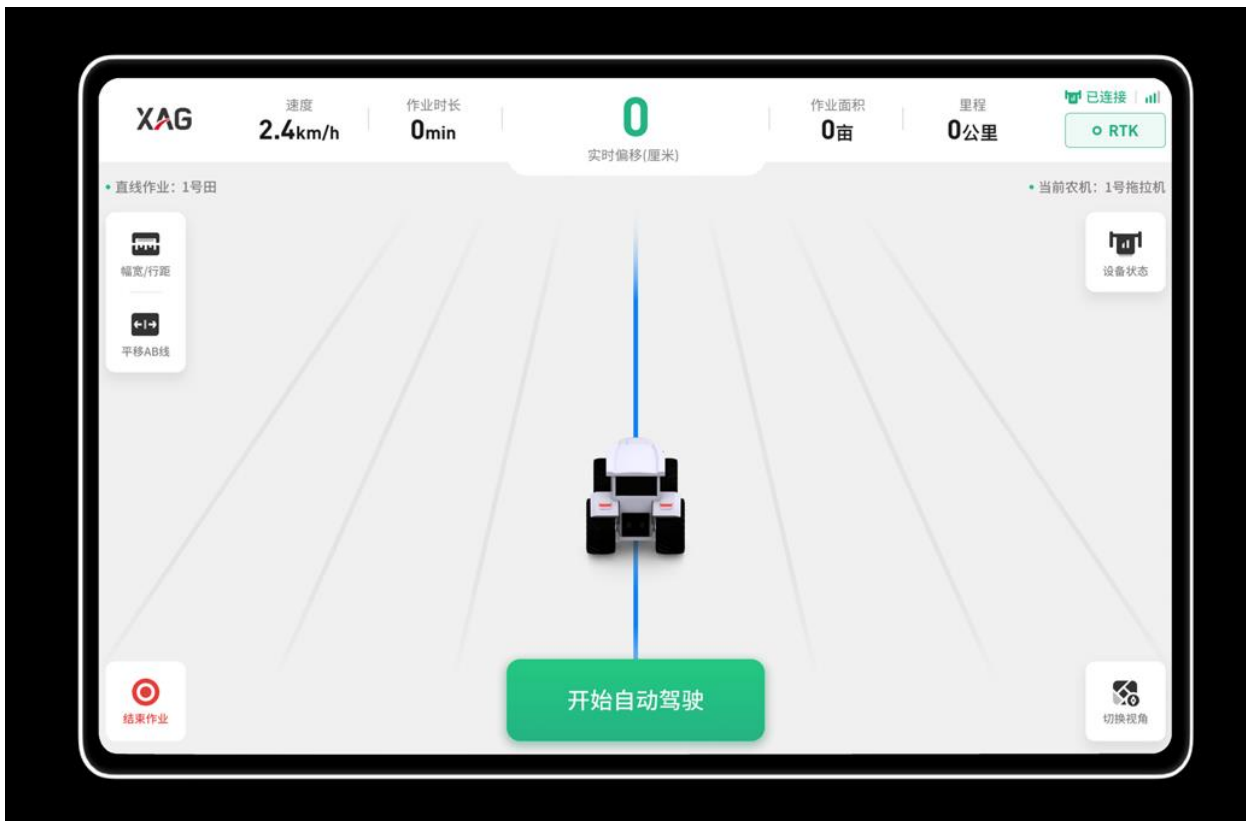 XAG
速度
2.4km/h
作业时长
0min
0
实时偏移(厘米)
作业面积
0亩
里程
0公里
已连接
RTK
直线作业：1号田
当前农机：1号拖拉机
幅宽/行距
平移AB线
设备状态
结束作业
开始自动驾驶
切换视角